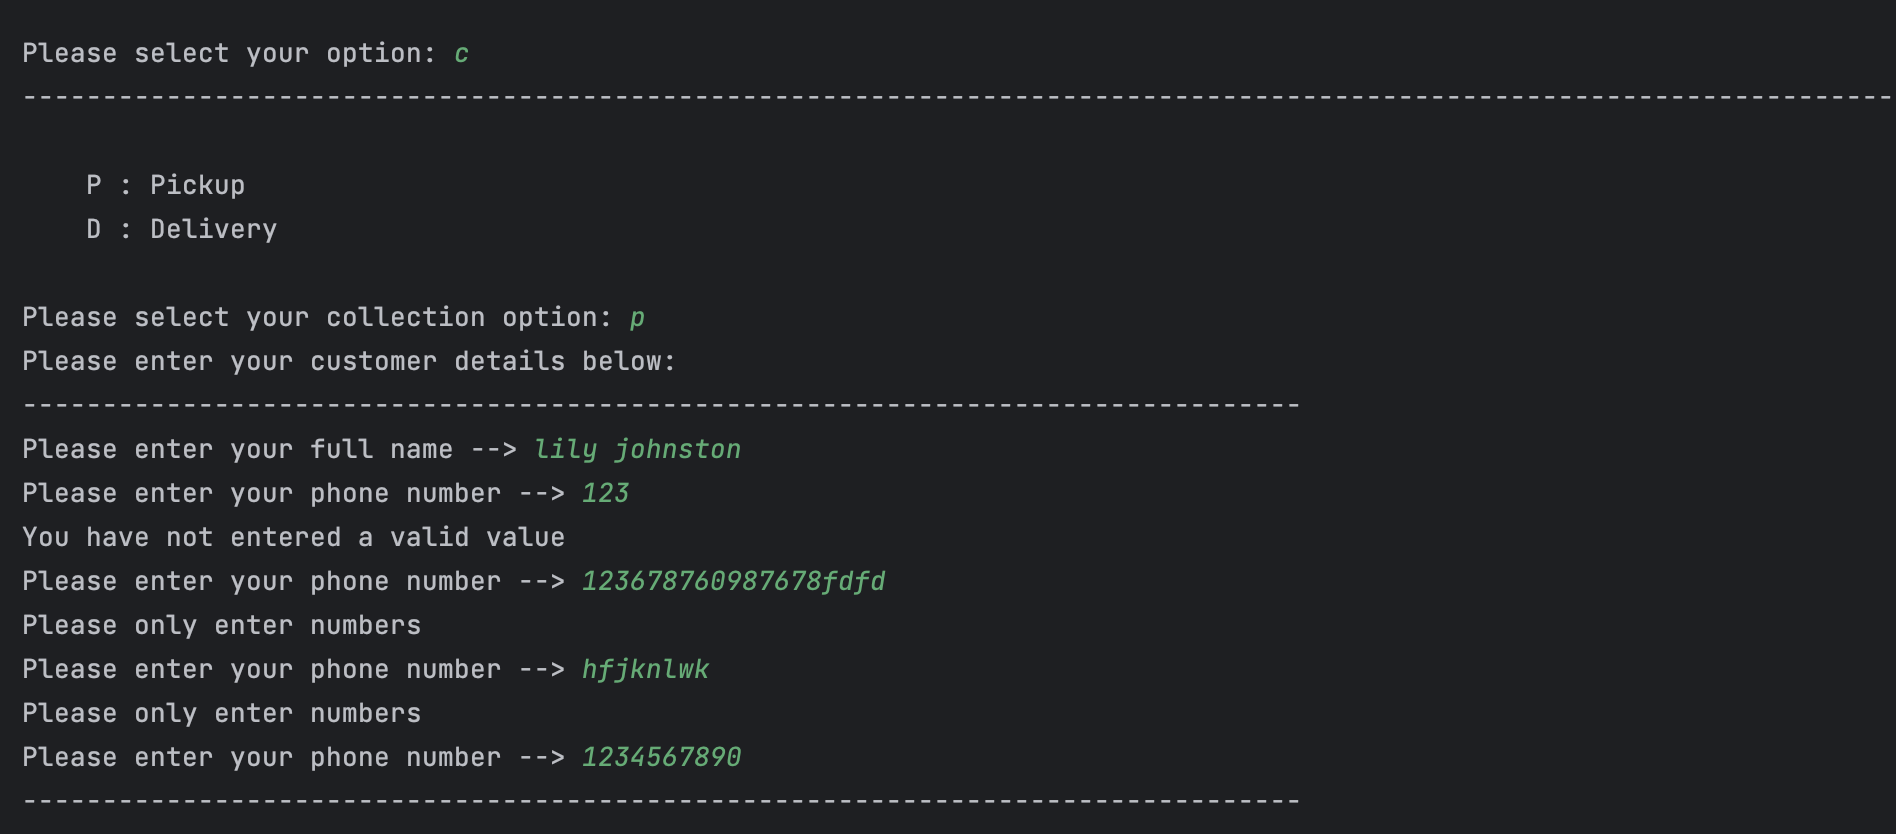 Please select your option: c
---------------------------------------------------------------------------------------------------------------------
P : Pickup
D : Delivery
Please select your collection option: p
Please enter your customer details below:
--------------------------------------------------------------------------------
Please enter your full name --> lily johnston
Please enter your phone number --> 123
You have not entered a valid value
Please enter your phone number --> 123678760987678fdfd
Please only enter numbers
Please enter your phone number --> hfjknlwk
Please only enter numbers
Please enter your phone number --> 1234567890
--------------------------------------------------------------------------------